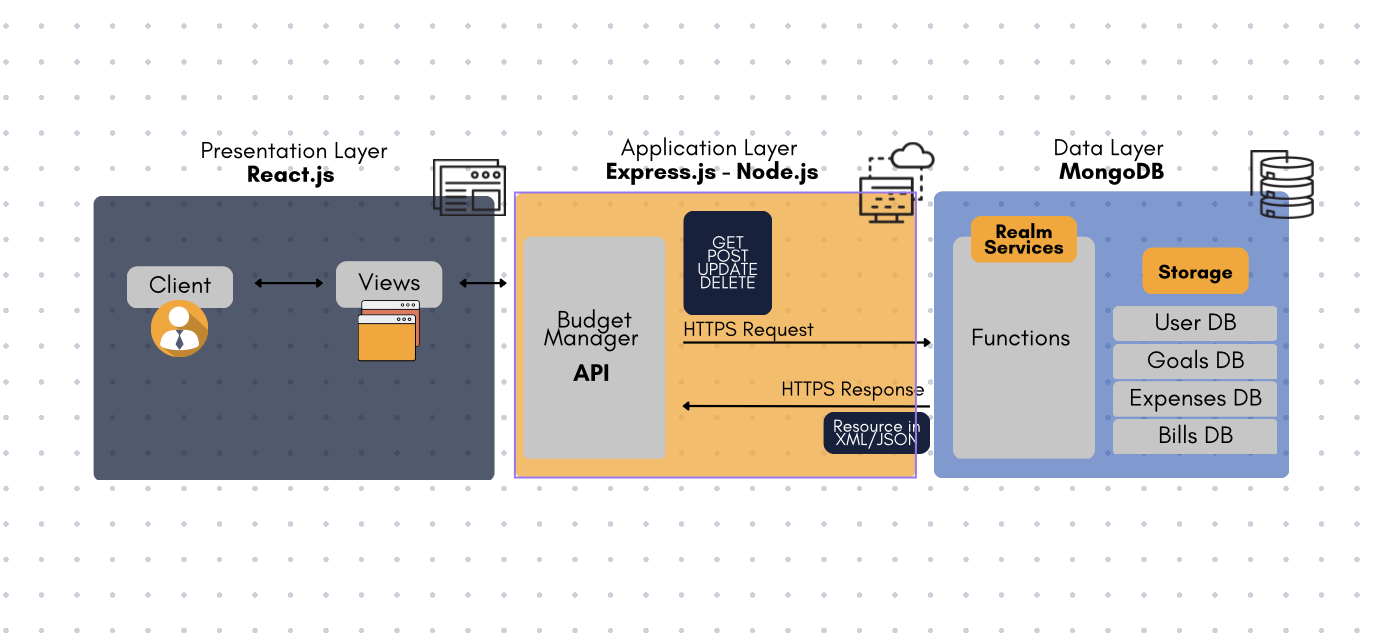 Presentation Layer
React.js
Client
Views
Application Layer
Express.js - Node.js
Budget
Manager
API
GET
POST
UPDATE
DELETE
HTTPS Request
HTTPS Response
Resource in
XML/JSON
Data Layer
MongoDB
Realm
Services
Functions
Storage
User DB
Goals DB
Expenses DB
Bills DB